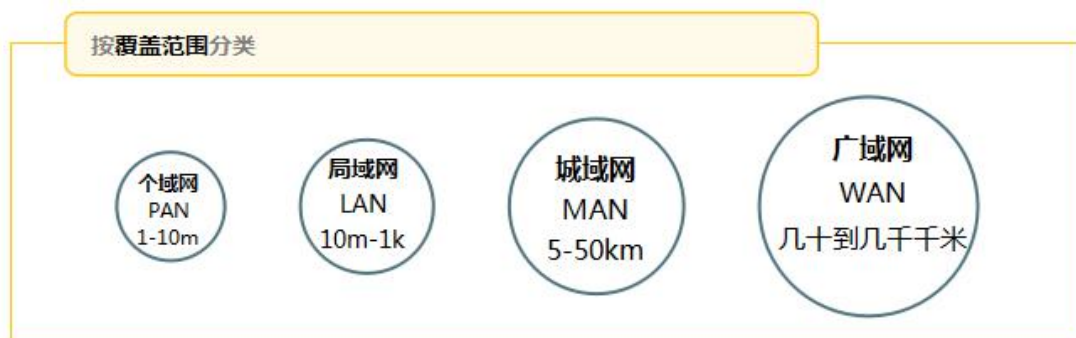 按覆盖范围分类
个域网
PAN
1-10m
局域网
LAN
10m-1k
城域网
MAN
5-50km
广域网
WAN
几十到几千千米